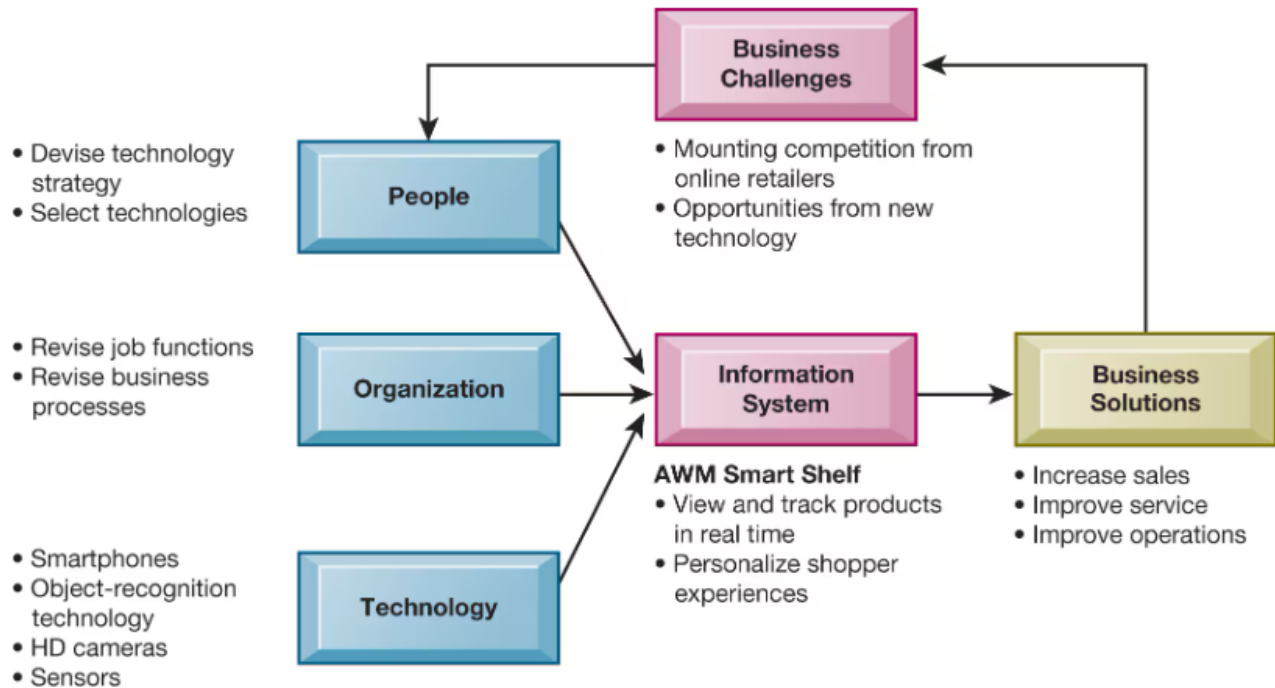 Business
Challenges
• Mounting competition from
online retailers
• Opportunities from new
technology
• Devise technology
strategy
• Select technologies
People
• Revise job functions
• Revise business
processes
Organization
Information
System
AWM Smart Shelf
• View and track products
in real time
• Personalize shopper
experiences
Business
Solutions
• Increase sales
• Improve service
• Improve operations
• Smartphones
• Object-recognition
technology
• HD cameras
• Sensors
Technology